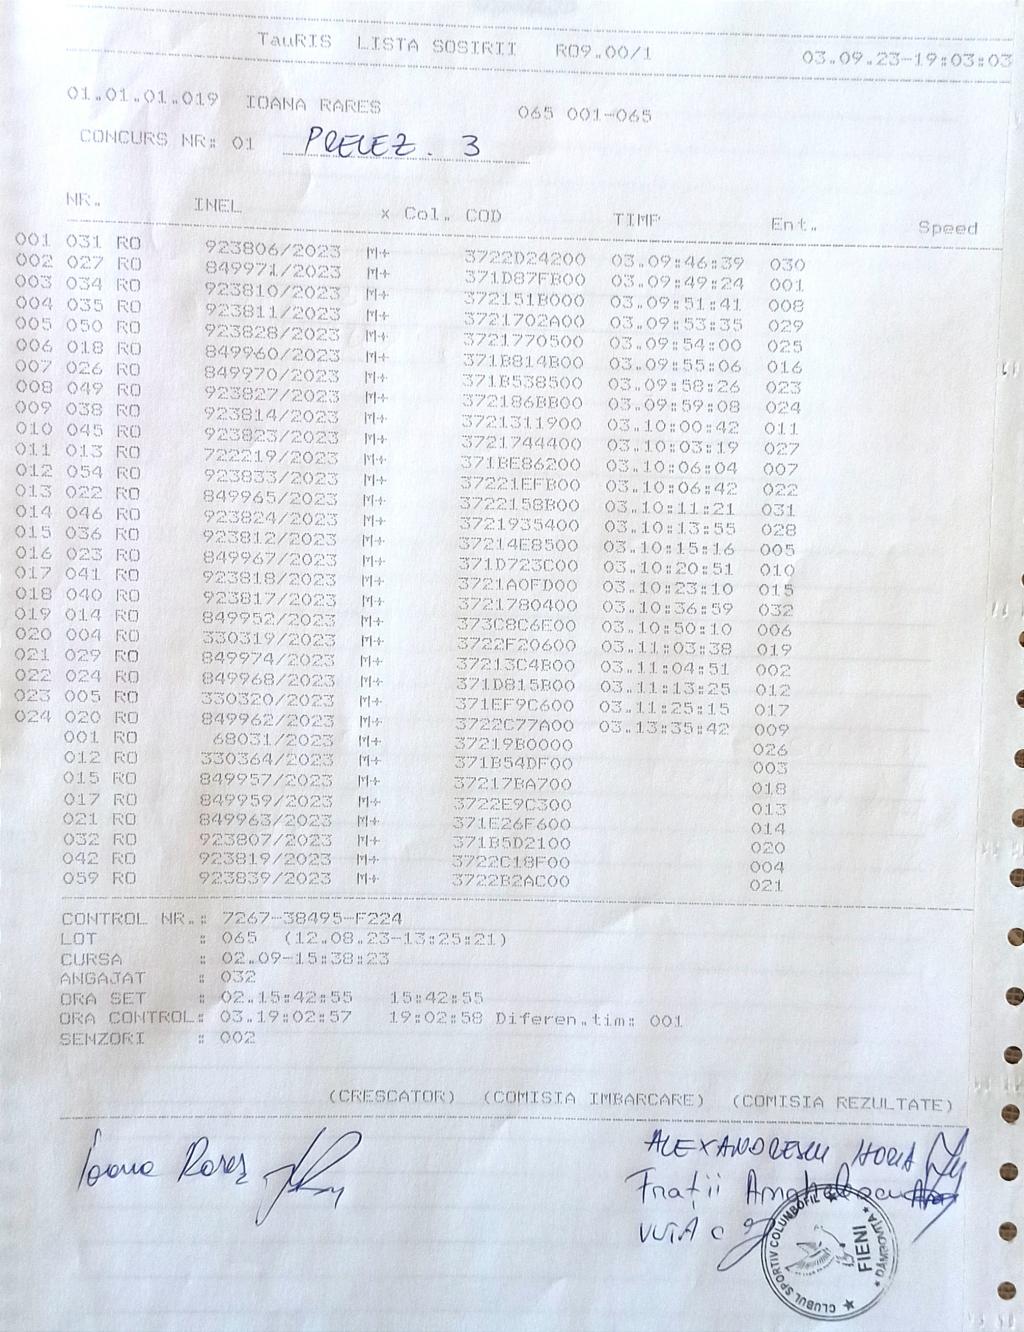 TauRIS LISTA SOSIRII R09.00/1 03.09.23-19:03:03
01.01.01.019 IOANA RARES 065 001-065
CONCURS NR: 01 PRELEZ. 3
NR. INEL x Col. COD TIMP Ent. Speed
001 031 RO 923806/2023 M+ 3722D24200 03.09:46:39 030
002 027 RO 849971/2023 M+ 371D87FB00 03.09:49:24 001
003 034 RO 923810/2023 M+ 372151B000 03.09:51:41 008
004 035 RO 923811/2023 M+ 3721702A00 03.09:53:35 029
005 050 RO 923828/2023 M+ 3721770500 03.09:54:00 025
006 018 RO 849960/2023 M+ 371B814B00 03.09:55:06 016
007 026 RO 849970/2023 M+ 371B538500 03.09:58:26 023
008 049 RO 923827/2023 M+ 372186BB00 03.09:59:08 024
009 038 RO 923814/2023 M+ 3721311900 03.10:00:42 011
010 045 RO 923823/2023 M+ 3721744400 03.10:03:19 027
011 013 RO 722219/2023 M+ 371BE86200 03.10:06:04 007
012 054 RO 923833/2023 M+ 37221EFB00 03.10:06:42 022
013 022 RO 849965/2023 M+ 3722158B00 03.10:11:21 031
014 046 RO 923824/2023 M+ 3721935400 03.10:13:55 028
015 036 RO 923812/2023 M+ 37214E8500 03.10:15:16 005
016 023 RO 849967/2023 M+ 371D723C00 03.10:20:51 010
017 041 RO 923818/2023 M+ 3721A0FD00 03.10:23:10 015
018 040 RO 923817/2023 M+ 3721780400 03.10:36:59 032
019 014 RO 849952/2023 M+ 373C8C6E00 03.10:50:10 006
020 004 RO 330319/2023 M+ 3722F20600 03.11:03:38 019
021 029 RO 849974/2023 M+ 37213C4B00 03.11:04:51 002
022 024 RO 849968/2023 M+ 371D815B00 03.11:13:25 012
023 005 RO 330320/2023 M+ 371EF9C600 03.11:25:15 017
024 020 RO 849962/2023 M+ 3722C77A00 03.13:35:42 009
001 RO 68031/2023 M+ 37219B0000 026
012 RO 330364/2023 M+ 371B54DF00 003
015 RO 849957/2023 M+ 37217BA700 018
017 RO 849959/2023 M+ 3722E9C300 013
021 RO 849963/2023 M+ 371E26F600 014
032 RO 923807/2023 M+ 371B5D2100 020
042 RO 923819/2023 M+ 3722C18F00 004
059 RO 923839/2023 M+ 3722B2AC00 021
CONTROL NR.: 7267-38495-F224
LOT : 065 (12.08.23-13:25:21)
CURSA : 02.09-15:38:23
ANGAJAT : 032
ORA SET : 02.15:42:55 15:42:55
ORA CONTROL: 03.19:02:57 19:02:58 Diferen.tim: 001
SENZORI : 002
(CRESCATOR) (COMISIA IMBARCARE) (COMISIA REZULTATE)
Ioana Rares ALEXANDRESCU HORIA
Frații
VUIA C
CLUBUL SPORTIV COLUMBOFIL
FIENI
DAMBOVITA